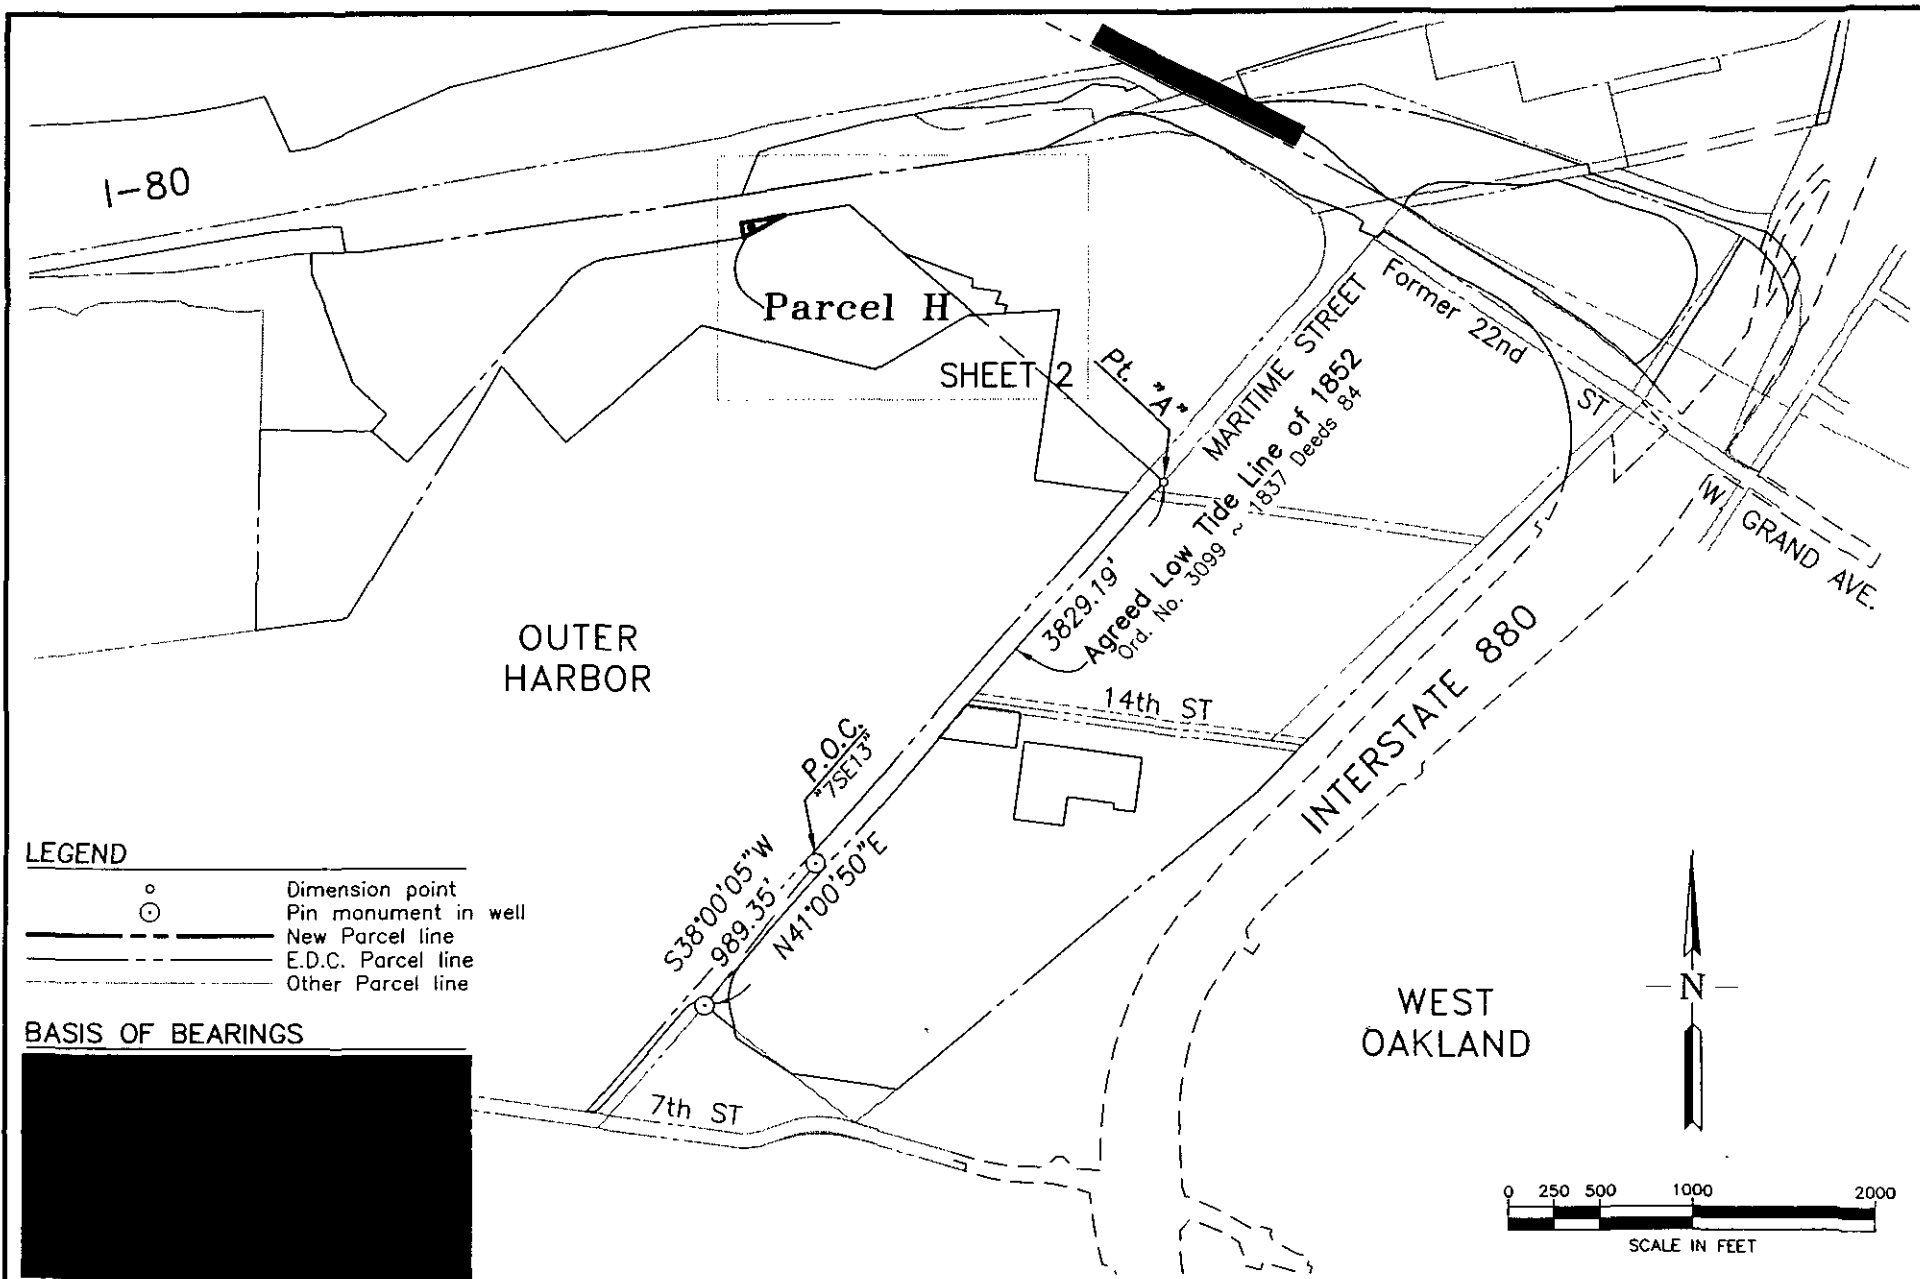 I-80
Parcel H
SHEET 2
Pt. "A"
MARITIME STREET
Former 22nd
ST
W. GRAND AVE.
Agreed Low Tide Line of 1852
Ord. No. 3099 ~ 1837 Deeds 84
3829.19'
OUTER
HARBOR
INTERSTATE 880
14th ST
P.O.C.
"7SE13"
S38°00'05"W
989.35'
N41°00'50"E
LEGEND
Dimension point
Pin monument in well
New Parcel line
E.D.C. Parcel line
Other Parcel line
BASIS OF BEARINGS
7th ST
WEST
OAKLAND
N
0 250 500 1000 2000
SCALE IN FEET